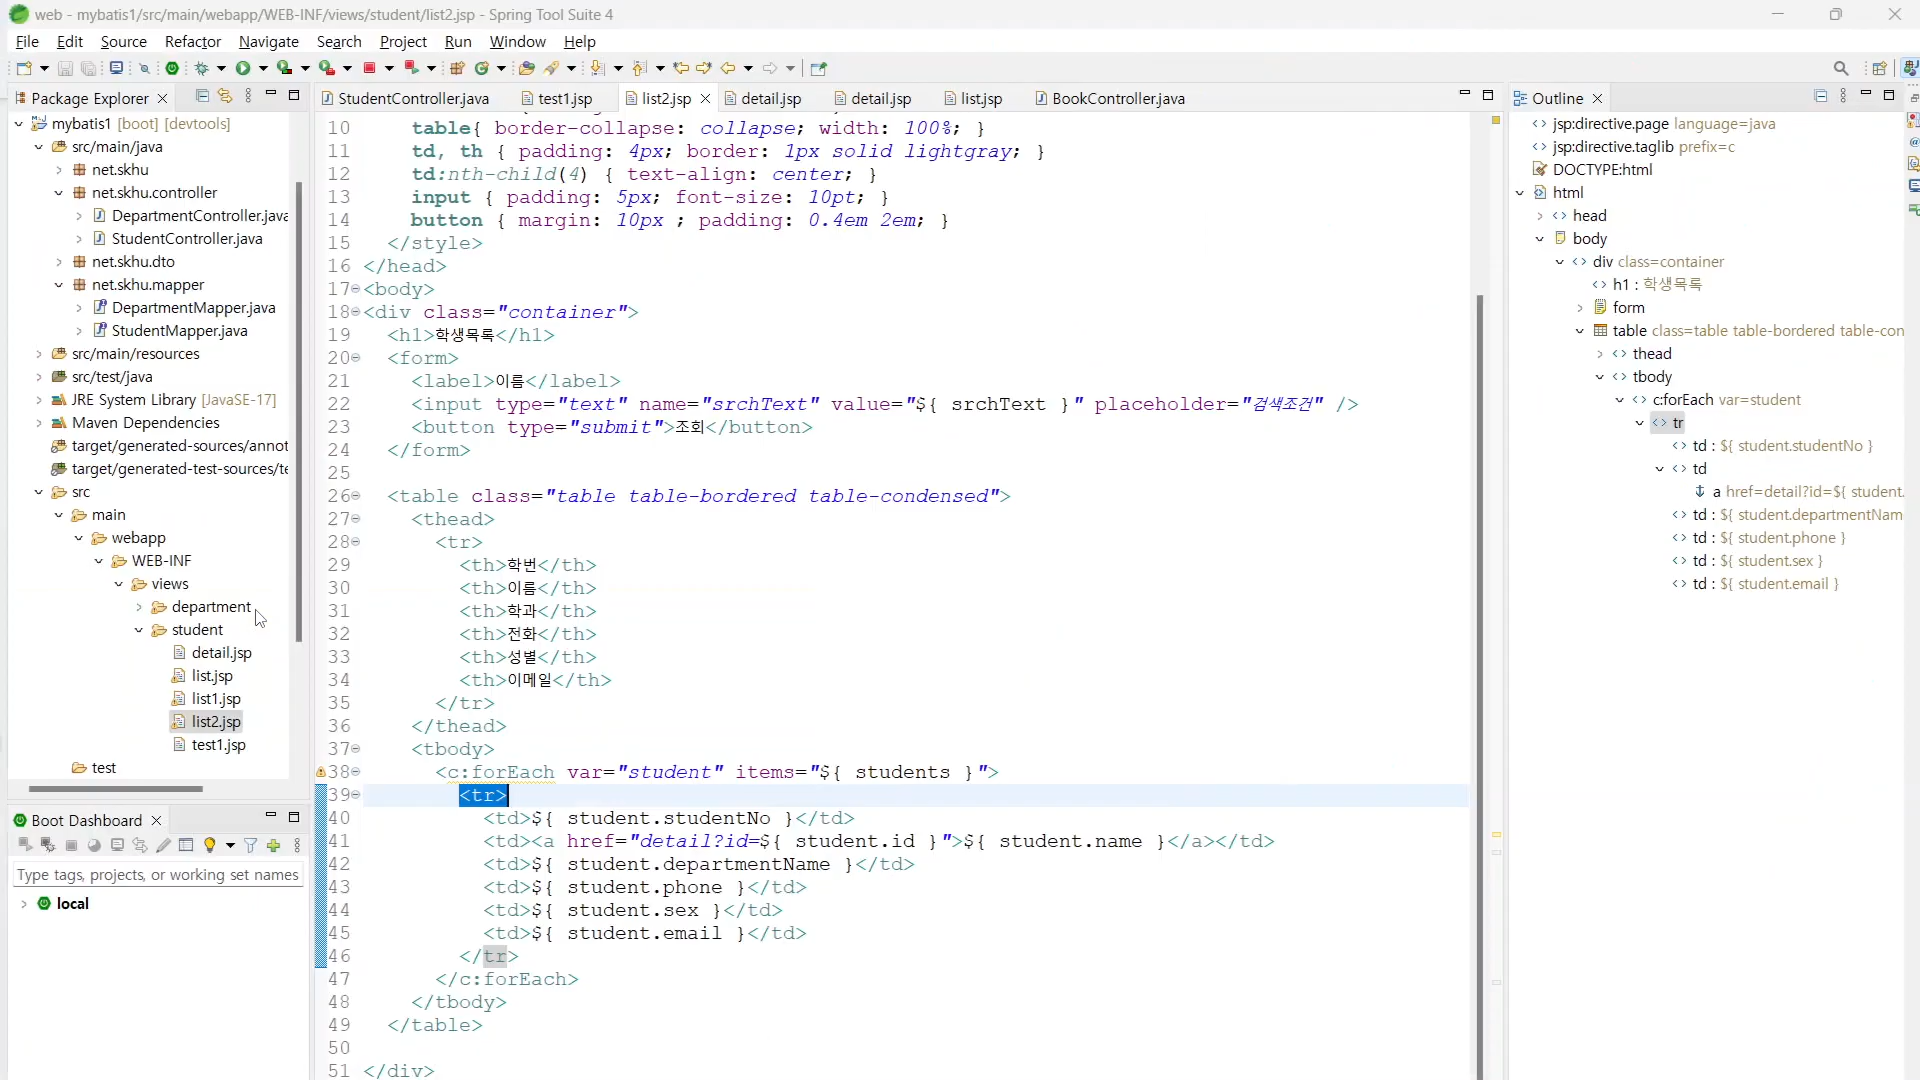 web - mybatis1/src/main/webapp/WEB-INF/views/student/list2.jsp - Spring Tool Suite 4
File Edit Source Refactor Navigate Search Project Run Window Help
Package Explorer
mybatis1 [boot] [devtools]
src/main/java
net.skhu
net.skhu.controller
DepartmentController.java
StudentController.java
net.skhu.dto
net.skhu.mapper
DepartmentMapper.java
StudentMapper.java
src/main/resources
src/test/java
JRE System Library [JavaSE-17]
Maven Dependencies
target/generated-sources/annot
target/generated-test-sources/te
src
main
webapp
WEB-INF
views
department
student
detail.jsp
list.jsp
list1.jsp
list2.jsp
test1.jsp
test
Boot Dashboard
Type tags, projects, or working set names
local
StudentController.java test1.jsp list2.jsp detail.jsp detail.jsp list.jsp BookController.java
10 table{ border-collapse: collapse; width: 100%; }
11 td, th { padding: 4px; border: 1px solid lightgray; }
12 td:nth-child(4) { text-align: center; }
13 input { padding: 5px; font-size: 10pt; }
14 button { margin: 10px ; padding: 0.4em 2em; }
15 </style>
16 </head>
17 <body>
18 <div class="container">
19 <h1>학생목록</h1>
20 <form>
21 <label>이름</label>
22 <input type="text" name="srchText" value="${ srchText }" placeholder="검색조건" />
23 <button type="submit">조회</button>
24 </form>
25
26 <table class="table table-bordered table-condensed">
27 <thead>
28 <tr>
29 <th>학번</th>
30 <th>이름</th>
31 <th>학과</th>
32 <th>전화</th>
33 <th>성별</th>
34 <th>이메일</th>
35 </tr>
36 </thead>
37 <tbody>
38 <c:forEach var="student" items="${ students }">
39 <tr>
40 <td>${ student.studentNo }</td>
41 <td><a href="detail?id=${ student.id }">${ student.name }</a></td>
42 <td>${ student.departmentName }</td>
43 <td>${ student.phone }</td>
44 <td>${ student.sex }</td>
45 <td>${ student.email }</td>
46 </tr>
47 </c:forEach>
48 </tbody>
49 </table>
50
51 </div>
Outline
jsp:directive.page language=java
jsp:directive.taglib prefix=c
DOCTYPE:html
html
head
body
div class=container
h1 : 학생목록
form
table class=table table-bordered table-con
thead
tbody
c:forEach var=student
tr
td : ${ student.studentNo }
td
a href=detail?id=${ student.
td : ${ student.departmentNam
td : ${ student.phone }
td : ${ student.sex }
td : ${ student.email }